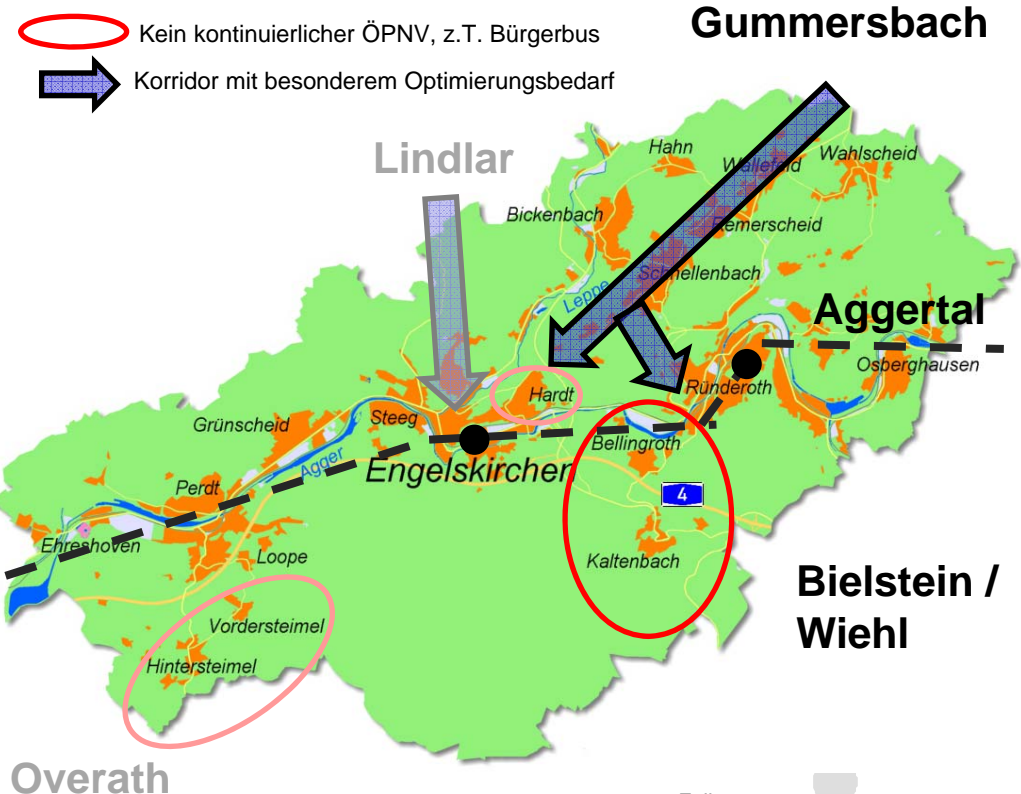 Gummersbach
Kein kontinuierlicher ÖPNV, z.T. Bürgerbus
Korridor mit besonderem Optimierungsbedarf
Lindlar
Hahn
Wallefeld
Wahlscheid
Bickenbach
Remerscheid
Schnellenbach
Leppe
Aggertal
Osberghausen
Ründeroth
Hardt
Steeg
Grünscheid
Bellingroth
Engelskirchen
Agger
Perdt
4
Ehreshoven
Loope
Kaltenbach
Bielstein /
Wiehl
Vordersteimel
Hintersteimel
Overath